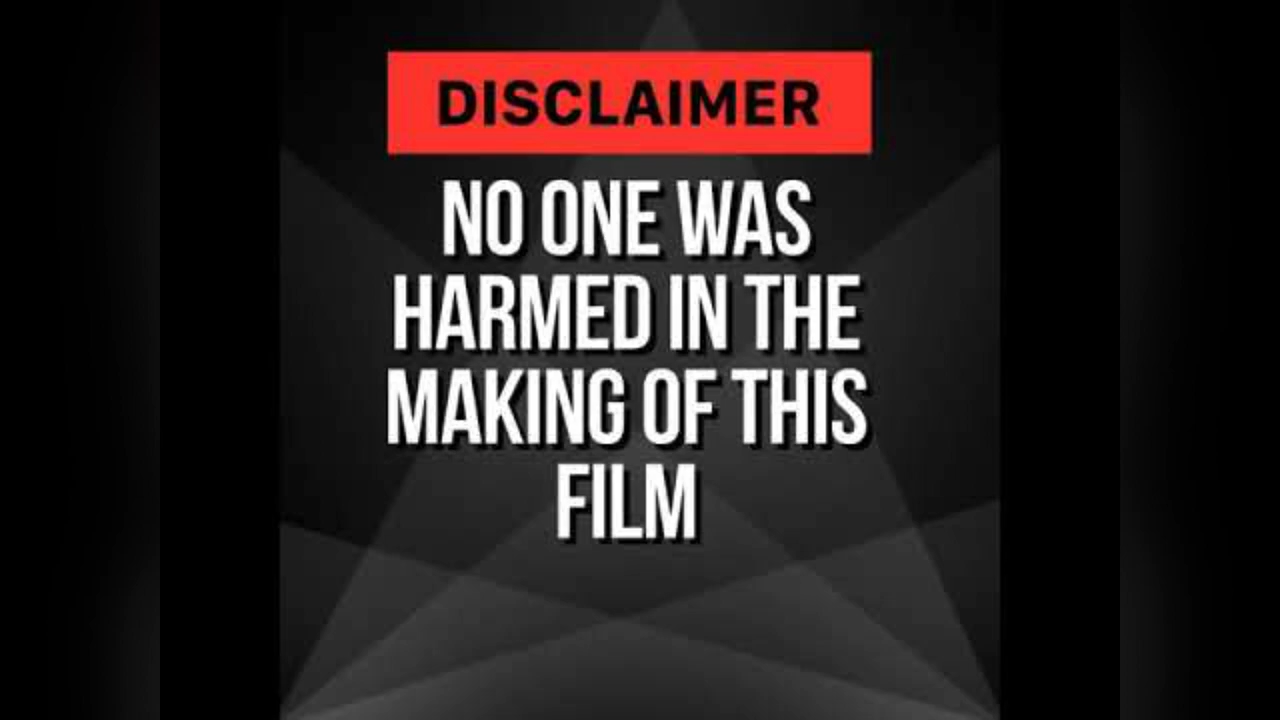 DISCLAIMER
NO ONE WAS
HARMED IN THE
MAKING OF THIS
FILM